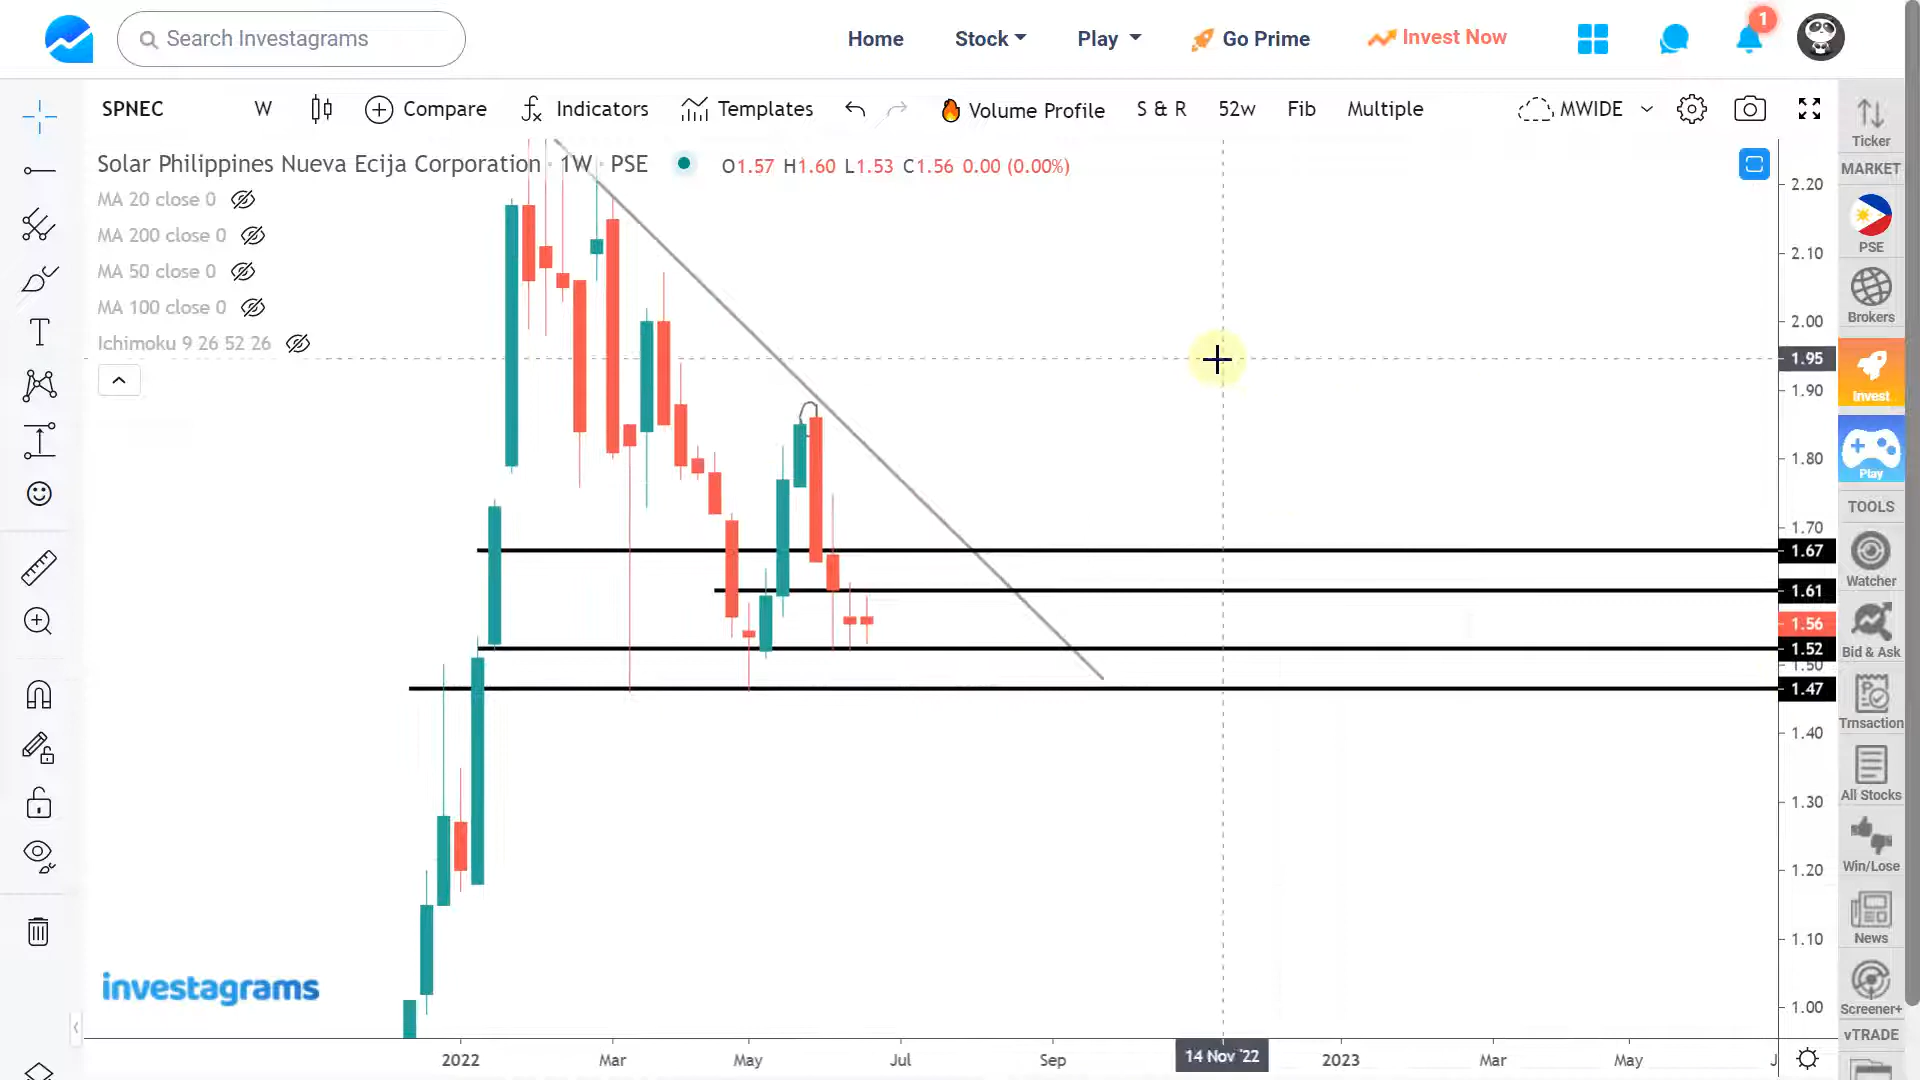 Search Investagrams
Home
Stock
Play
Go Prime
Invest Now
1
SPNEC
W
Compare
Indicators
Templates
Volume Profile
S & R
52w
Fib
Multiple
MWIDE
Solar Philippines Nueva Ecija Corporation · 1W · PSE
O1.57 H1.60 L1.53 C1.56 0.00 (0.00%)
MA 20 close 0
MA 200 close 0
MA 50 close 0
MA 100 close 0
Ichimoku 9 26 52 26
2.20
2.10
2.00
1.95
1.90
1.80
1.70
1.67
1.61
1.56
1.52
1.50
1.47
1.40
1.30
1.20
1.10
1.00
investagrams
2022
Mar
May
Jul
Sep
14 Nov '22
2023
Mar
May
J
Ticker
MARKET
PSE
Brokers
Invest
Play
TOOLS
Watcher
Bid & Ask
Trnsaction
All Stocks
Win/Lose
News
Screener+
vTRADE